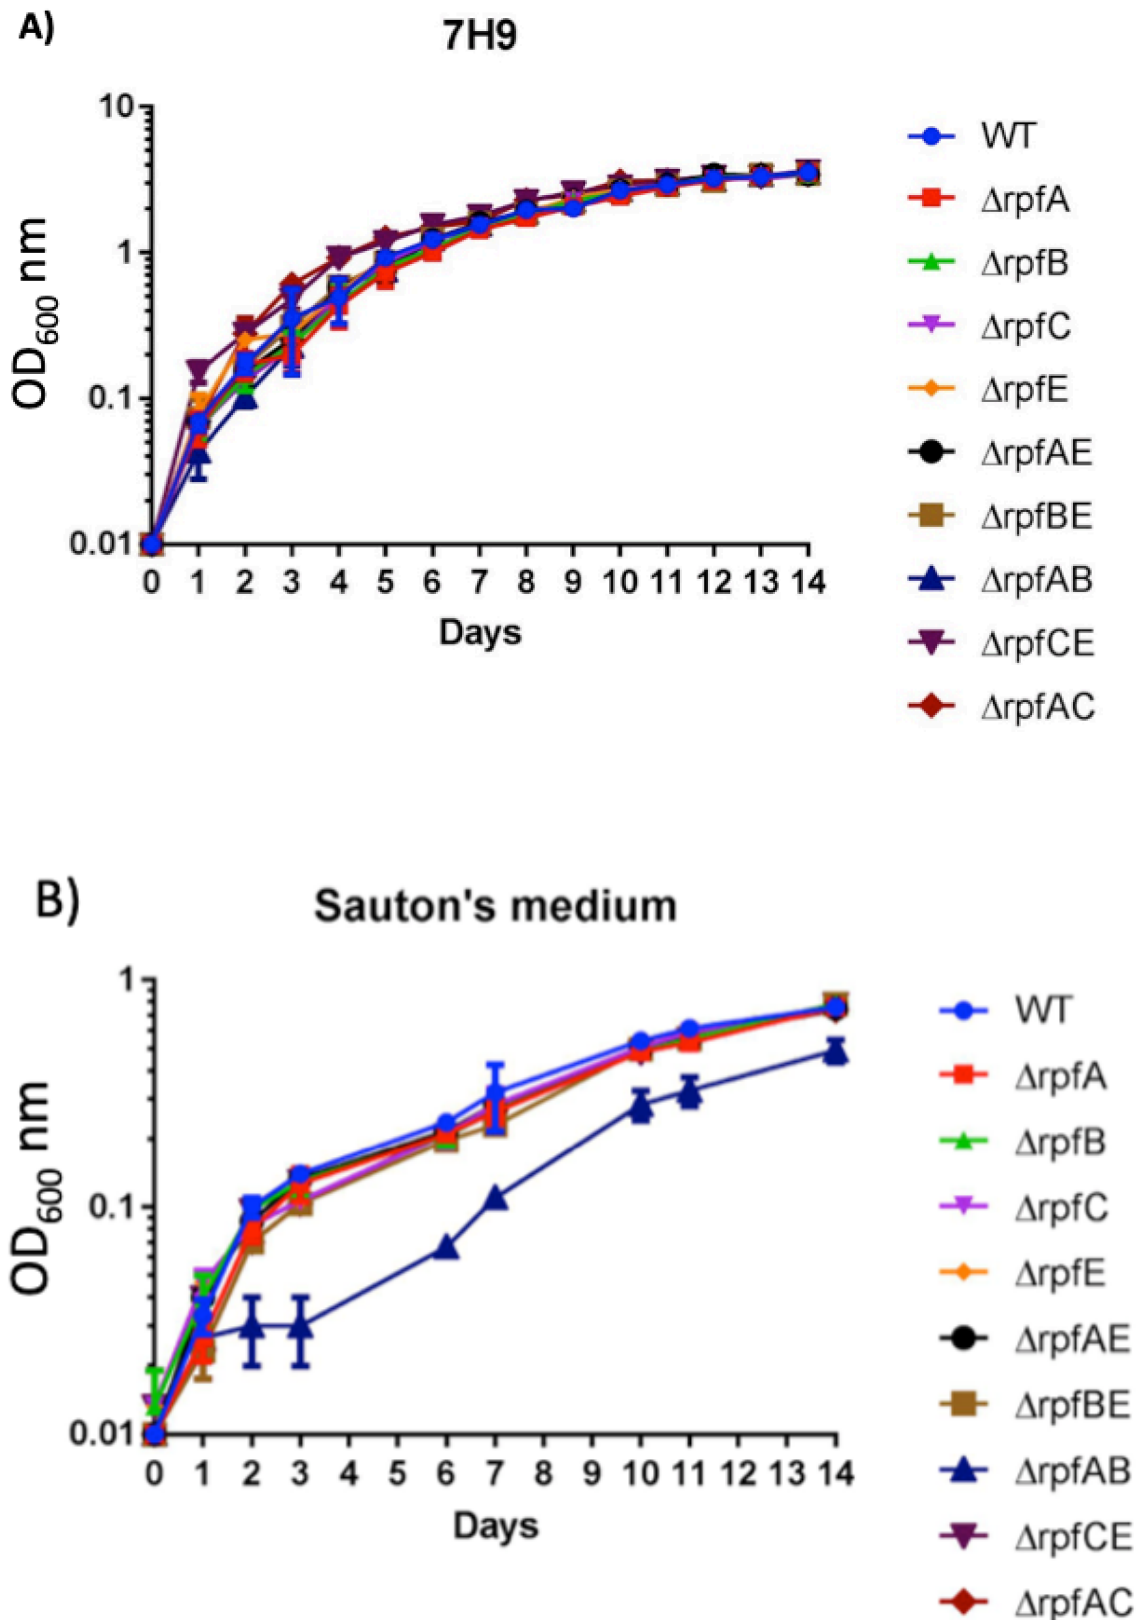 A)
7H9
10
1
0.1
0.01
OD600 nm
0 1 2 3 4 5 6 7 8 9 10 11 12 13 14
Days
WT
ΔrpfA
ΔrpfB
ΔrpfC
ΔrpfE
ΔrpfAE
ΔrpfBE
ΔrpfAB
ΔrpfCE
ΔrpfAC
B)
Sauton's medium
1
0.1
0.01
OD600 nm
0 1 2 3 4 5 6 7 8 9 10 11 12 13 14
Days
WT
ΔrpfA
ΔrpfB
ΔrpfC
ΔrpfE
ΔrpfAE
ΔrpfBE
ΔrpfAB
ΔrpfCE
ΔrpfAC